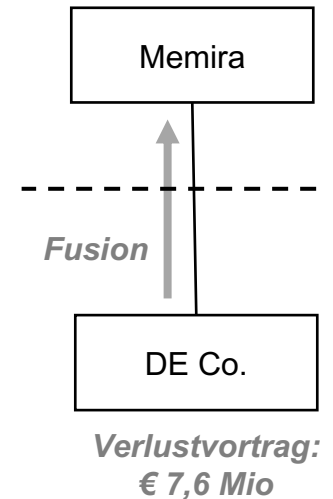 Memira
Fusion
DE Co.
Verlustvortrag:
€ 7,6 Mio